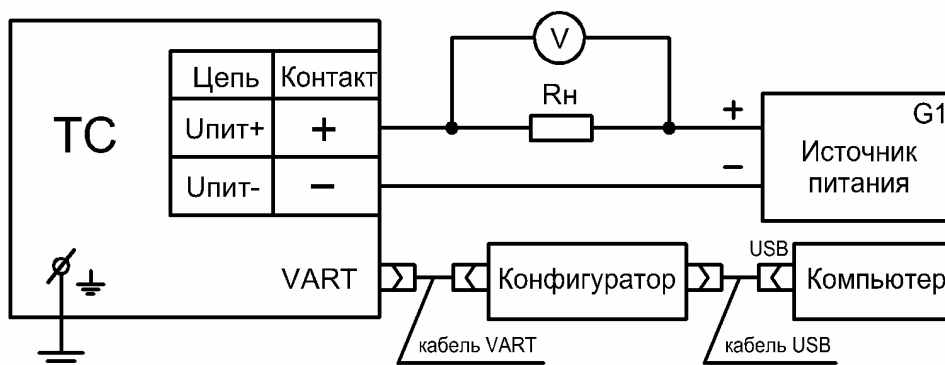 ТС
Цепь Контакт
Uпит+ +
Uпит- −
V
Rн
+
−
G1
Источник
питания
VART
Конфигуратор
USB
Компьютер
кабель VART
кабель USB